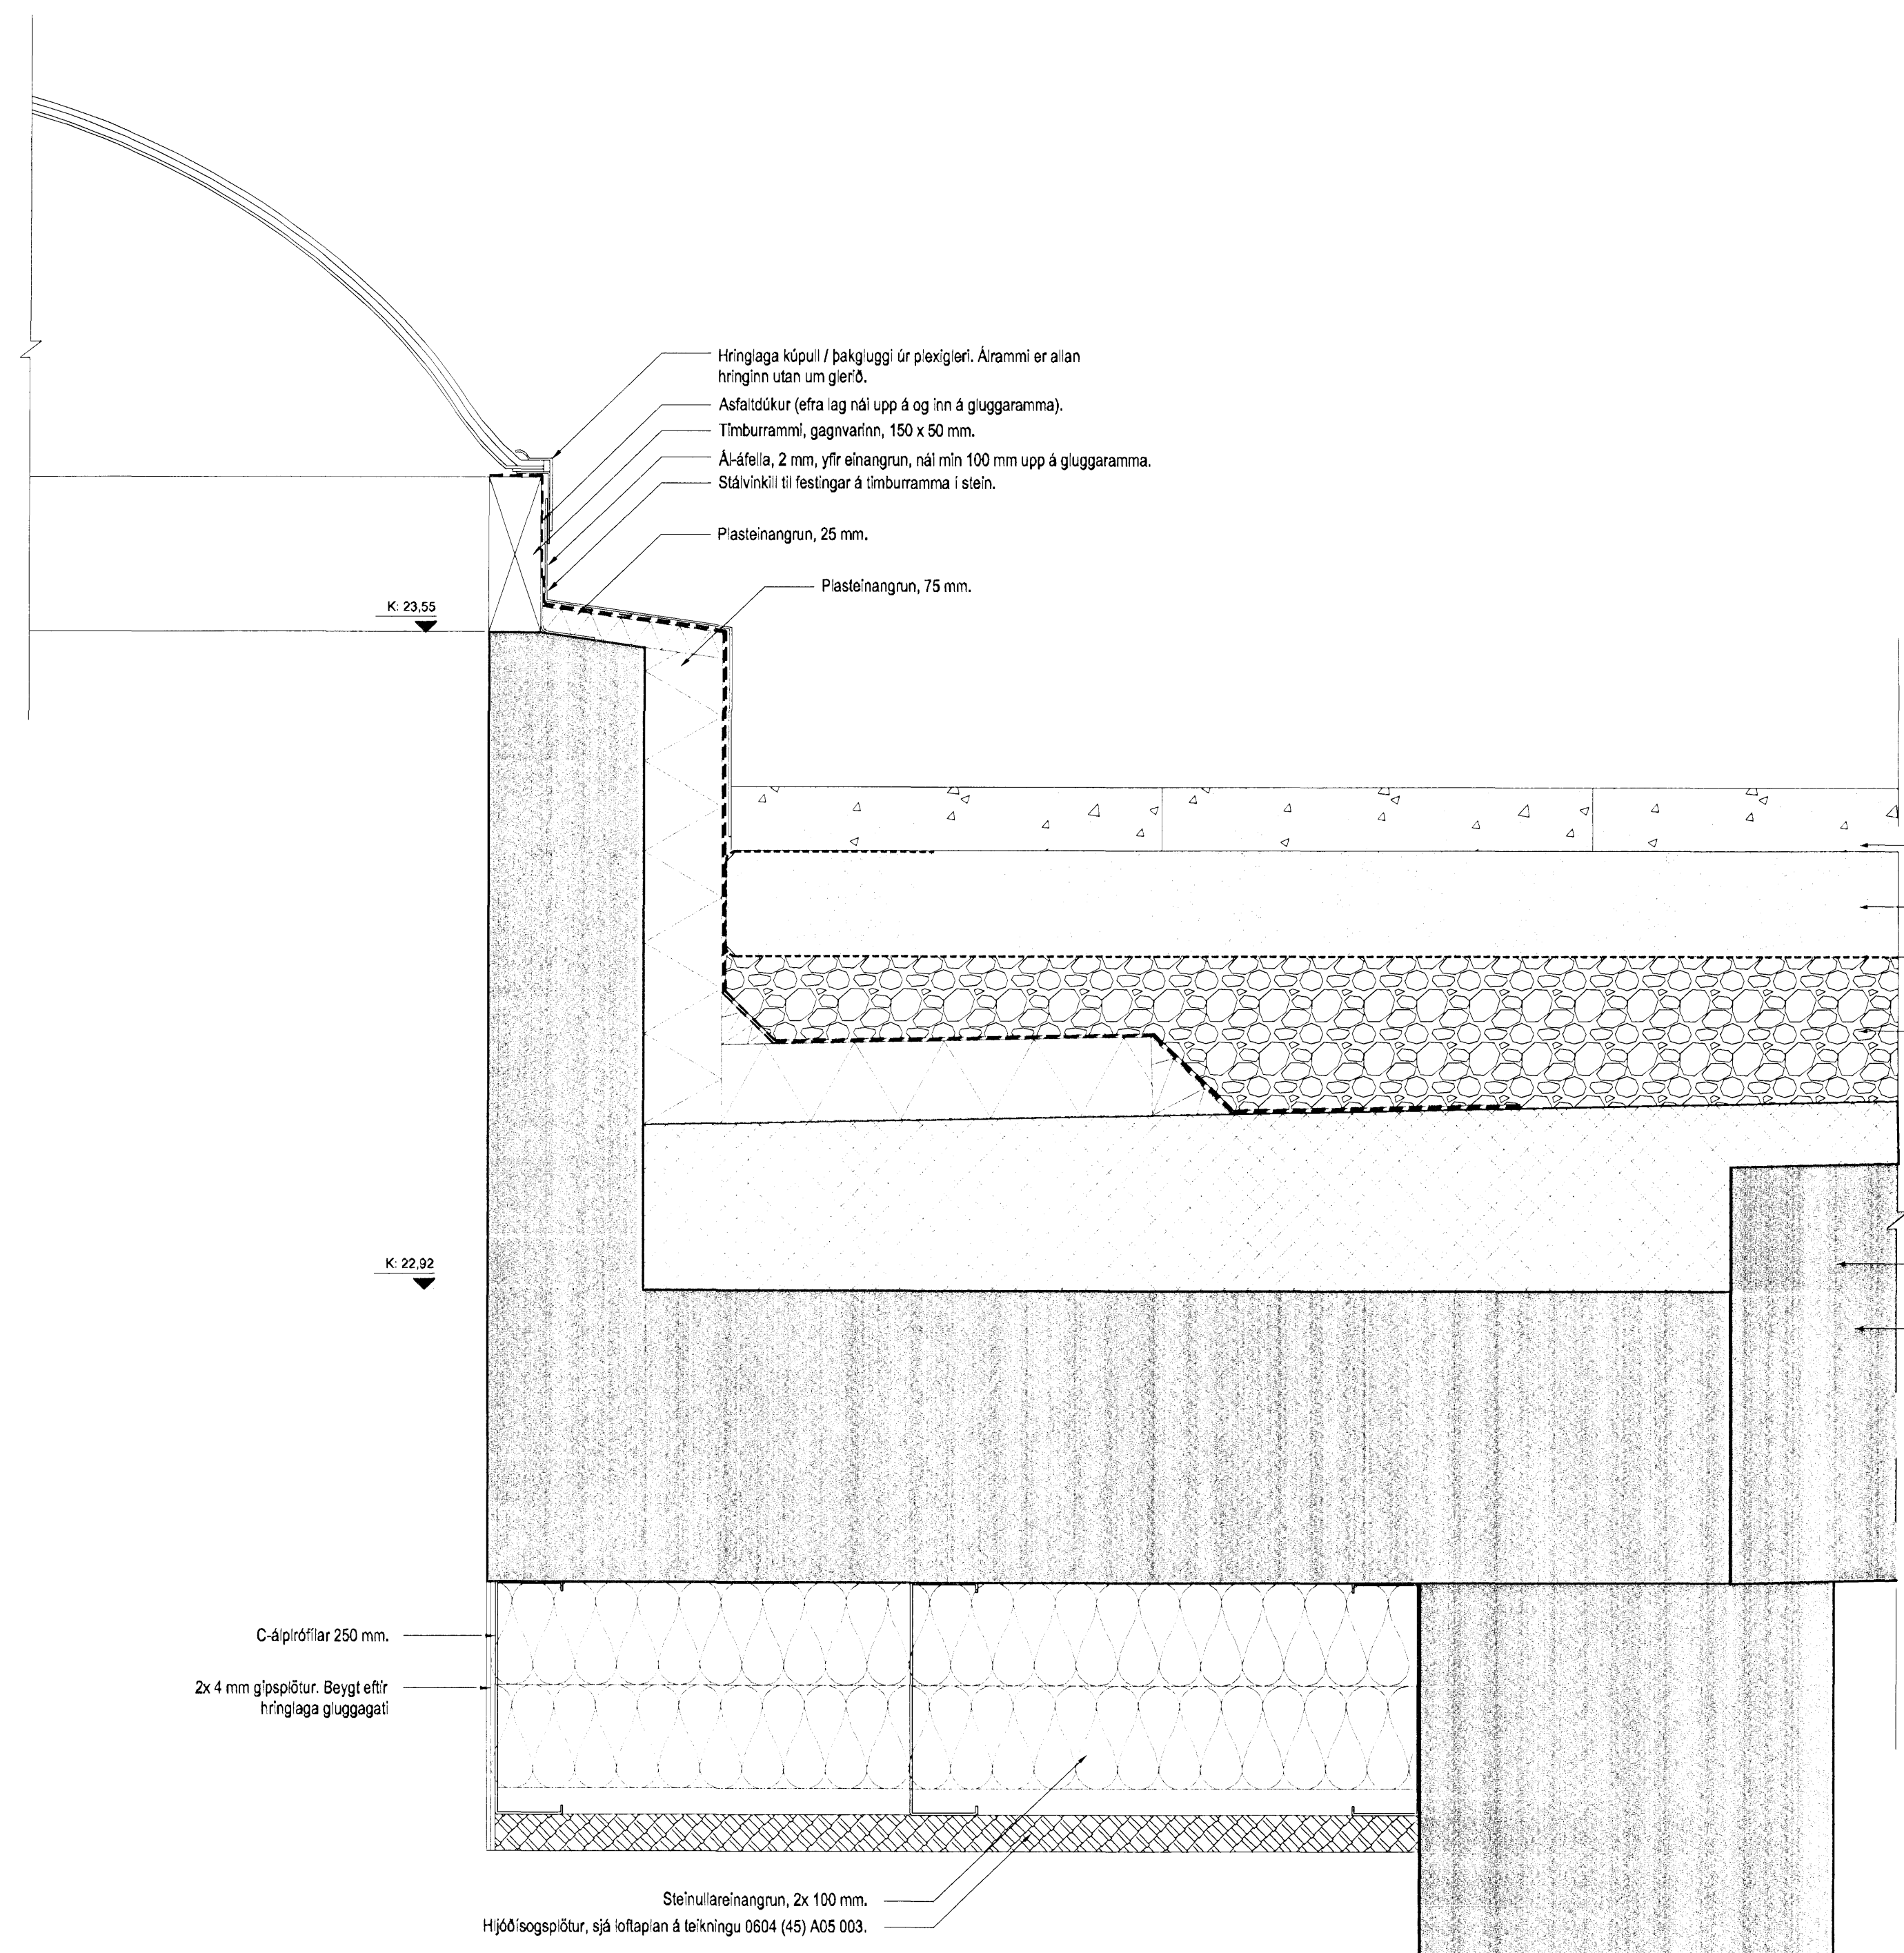 Hringlaga kúpull / þakgluggi úr plexigleri. Álrammi er allan
hringinn utan um glerið.
Asfaltdúkur (efra lag nái upp á og inn á gluggaramma).
Timburrammi, gagnvarinn, 150 x 50 mm.
Ál-áfella, 2 mm, yfir einangrun, nái min 100 mm upp á gluggaramma.
Stálvinkill til festingar á timburramma í stein.
Plasteinangrun, 25 mm.
Plasteinangrun, 75 mm.
K: 23,55
K: 22,92
C-álprófílar 250 mm.
2x 4 mm gipsplötur. Beygt eftir
hringlaga gluggagati
Steinullareinangrun, 2x 100 mm.
Hljóðísogsplötur, sjá loftaplan á teikningu 0604 (45) A05 003.